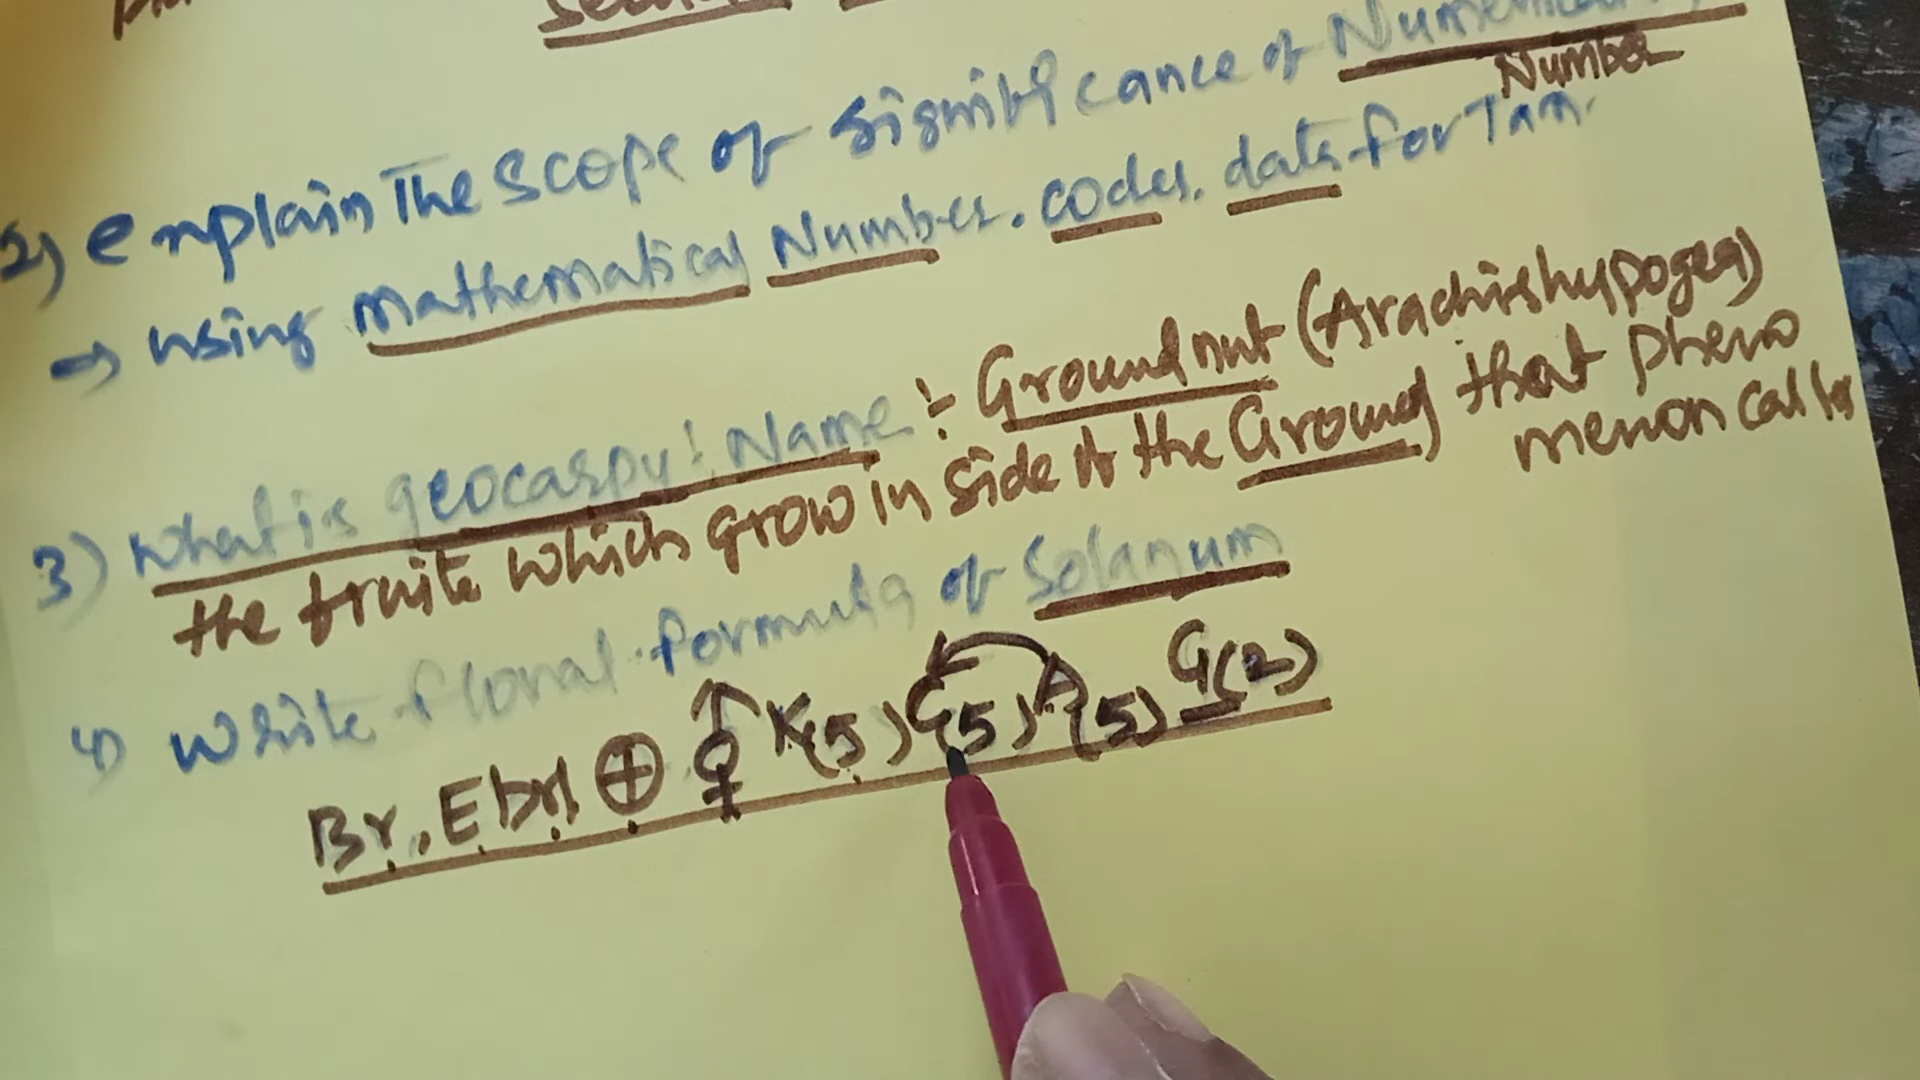 2) explain The scope of significance of
Number
→ using mathematical Number. codes. data for Tax.
3) what is geocarpy! Name :- Groundnut (Arachishypogea)
the fruits which grow in side of the Ground that pheno
menon called
4) write floral formula of Solanum
Br. Ebrl ⊕ ⚥ K(5) C(5) A(5) G(2)